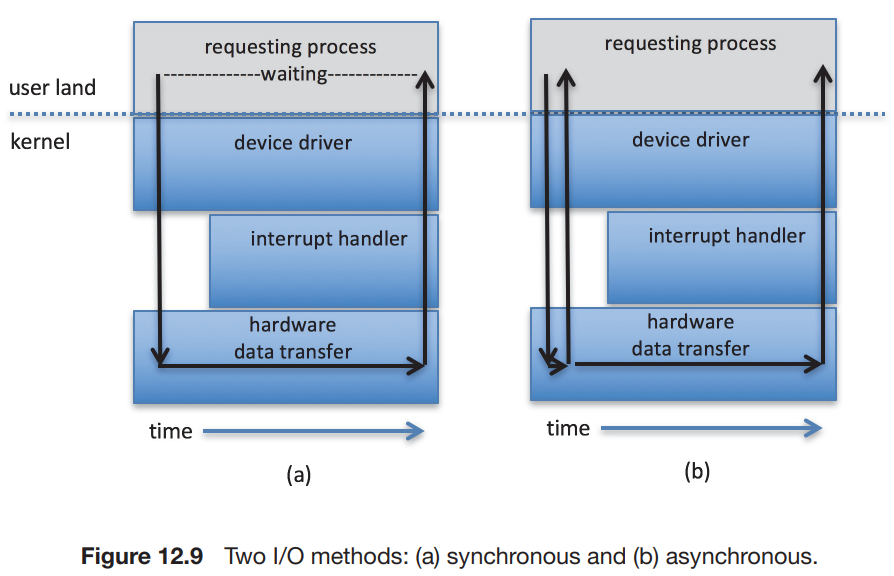 requesting process
-------------waiting-------------
user land
kernel
device driver
interrupt handler
hardware
data transfer
time
(a)
requesting process
device driver
interrupt handler
hardware
data transfer
time
(b)
Figure 12.9 Two I/O methods: (a) synchronous and (b) asynchronous.